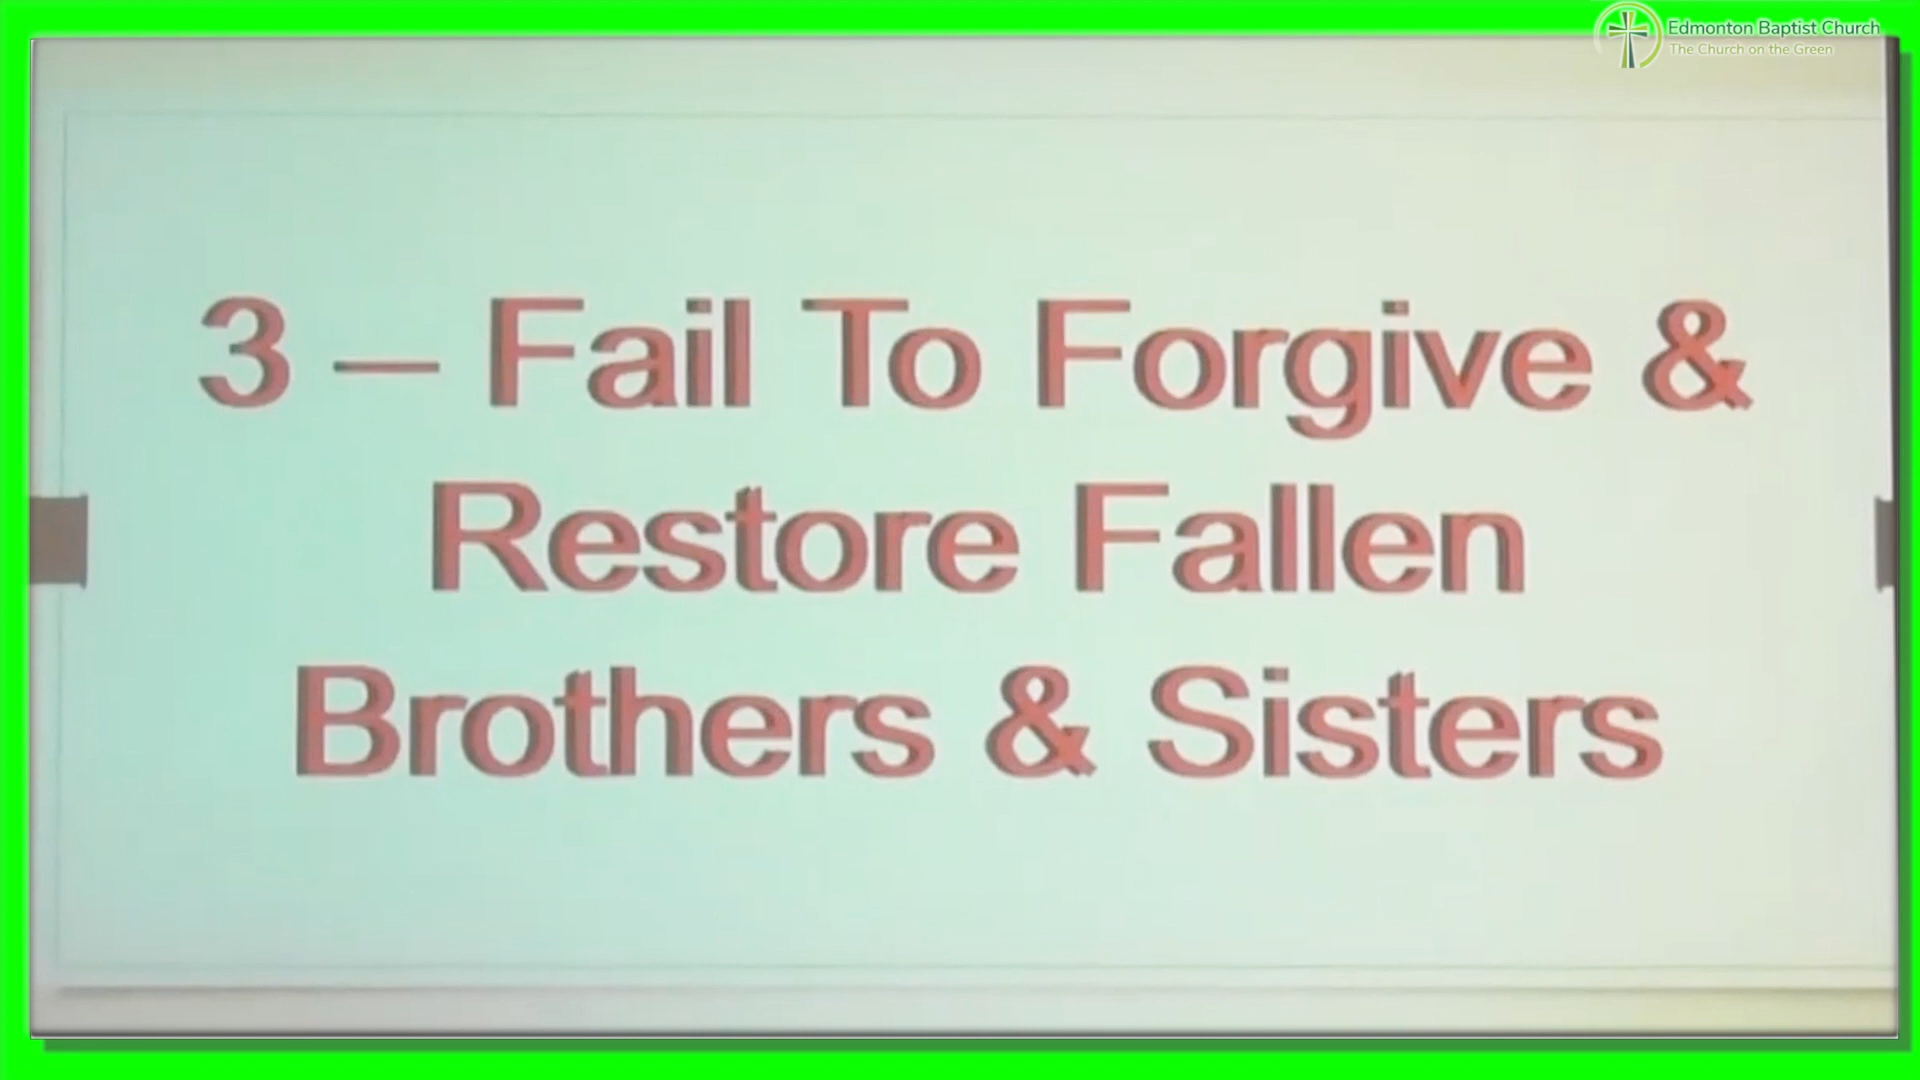 Edmonton Baptist Church
The Church on the Green
3 – Fail To Forgive &
Restore Fallen
Brothers & Sisters